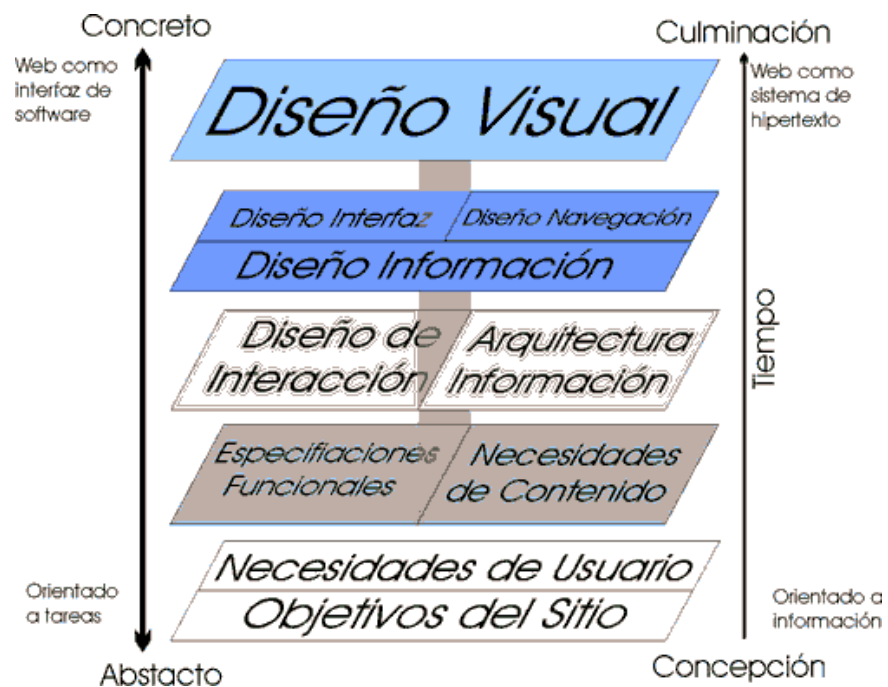 Concreto
Culminación
Web como
interfaz de
software
Web como
sistema de
hipertexto
Diseño Visual
Diseño Interfaz
Diseño Navegación
Diseño Información
Diseño de
Interacción
Arquitectura
Información
Tiempo
Especifiaciones
Funcionales
Necesidades
de Contenido
Necesidades de Usuario
Objetivos del Sitio
Orientado
a tareas
Orientado a
información
Abstacto
Concepción